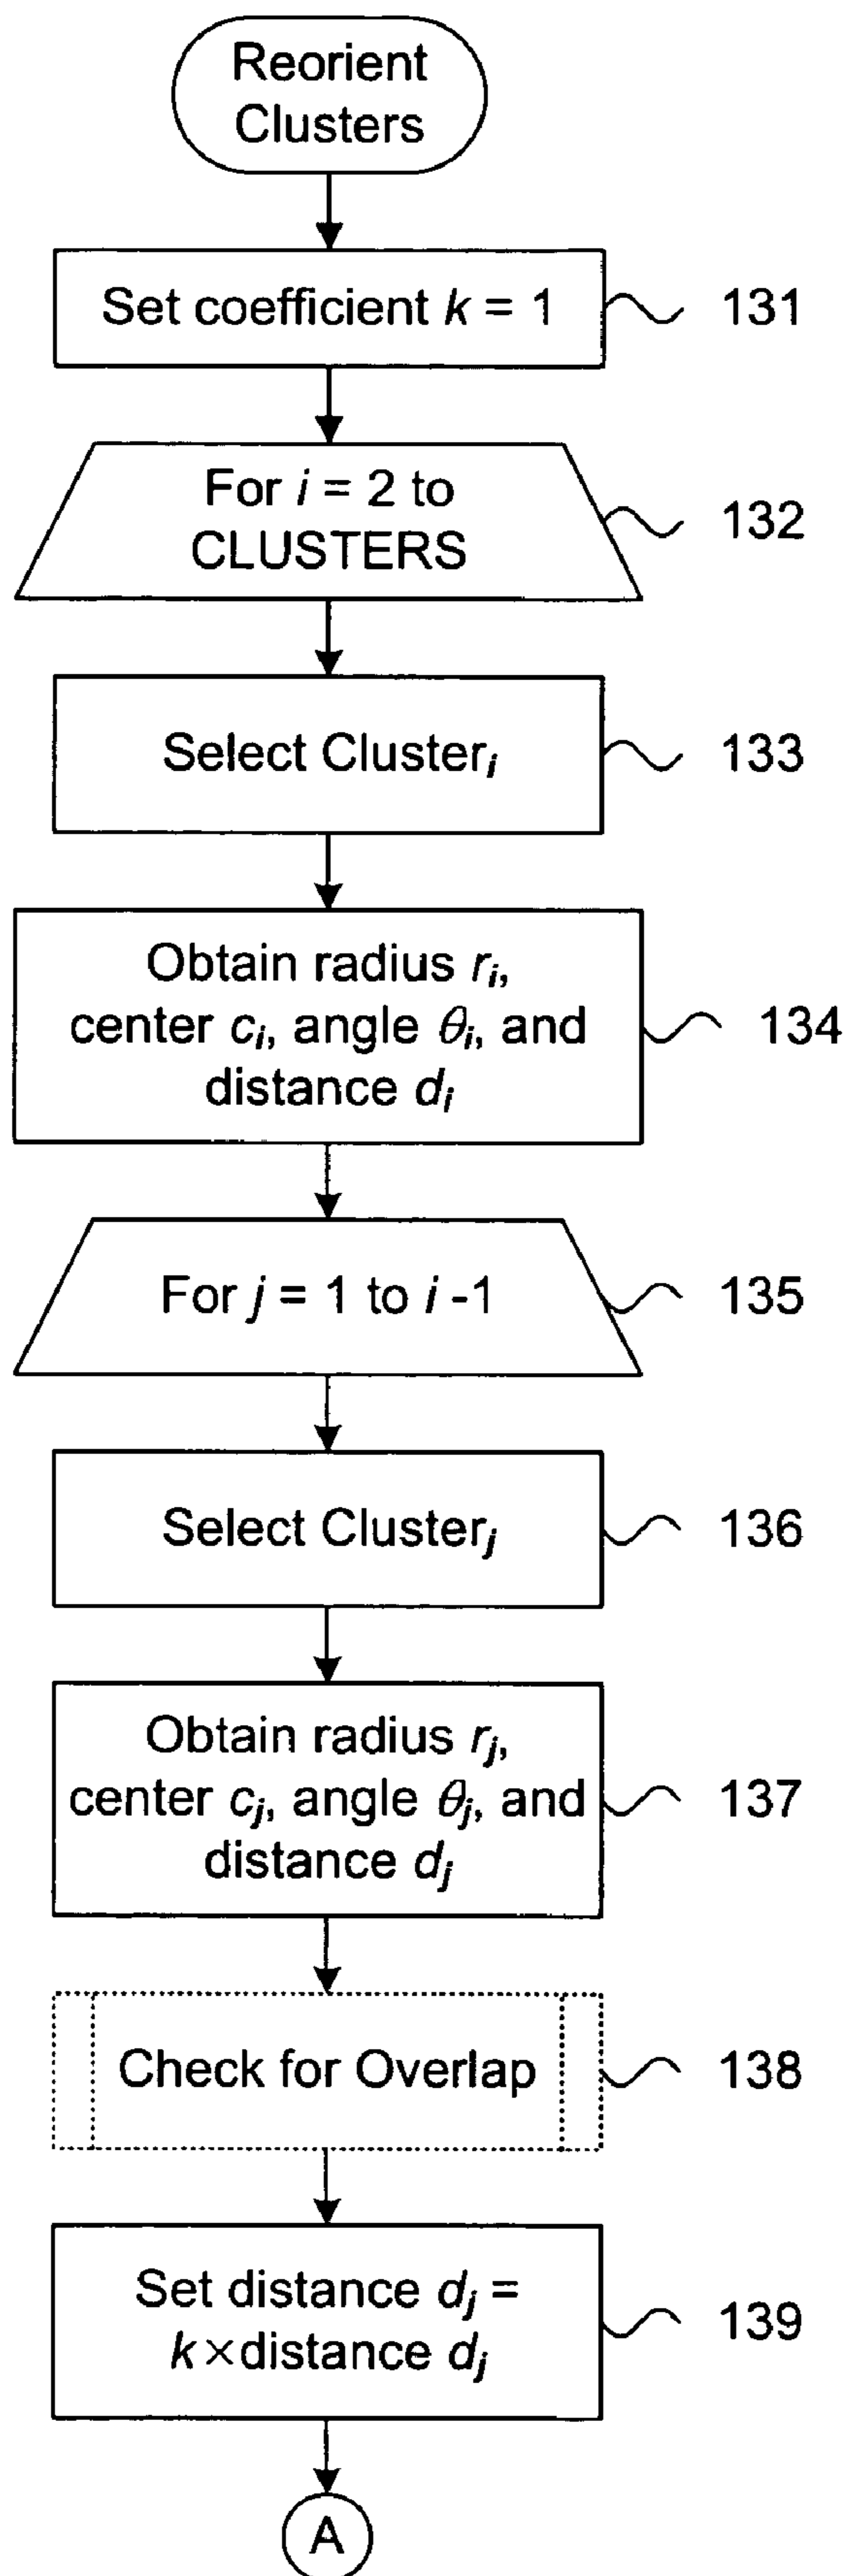 Reorient
Clusters
Set coefficient k = 1
131
For i = 2 to
CLUSTERS
132
Select Clusterᵢ
133
Obtain radius rᵢ,
center cᵢ, angle θᵢ, and
distance dᵢ
134
For j = 1 to i -1
135
Select Clusterⱼ
136
Obtain radius rⱼ,
center cⱼ, angle θⱼ, and
distance dⱼ
137
Check for Overlap
138
Set distance dⱼ =
k×distance dⱼ
139
A